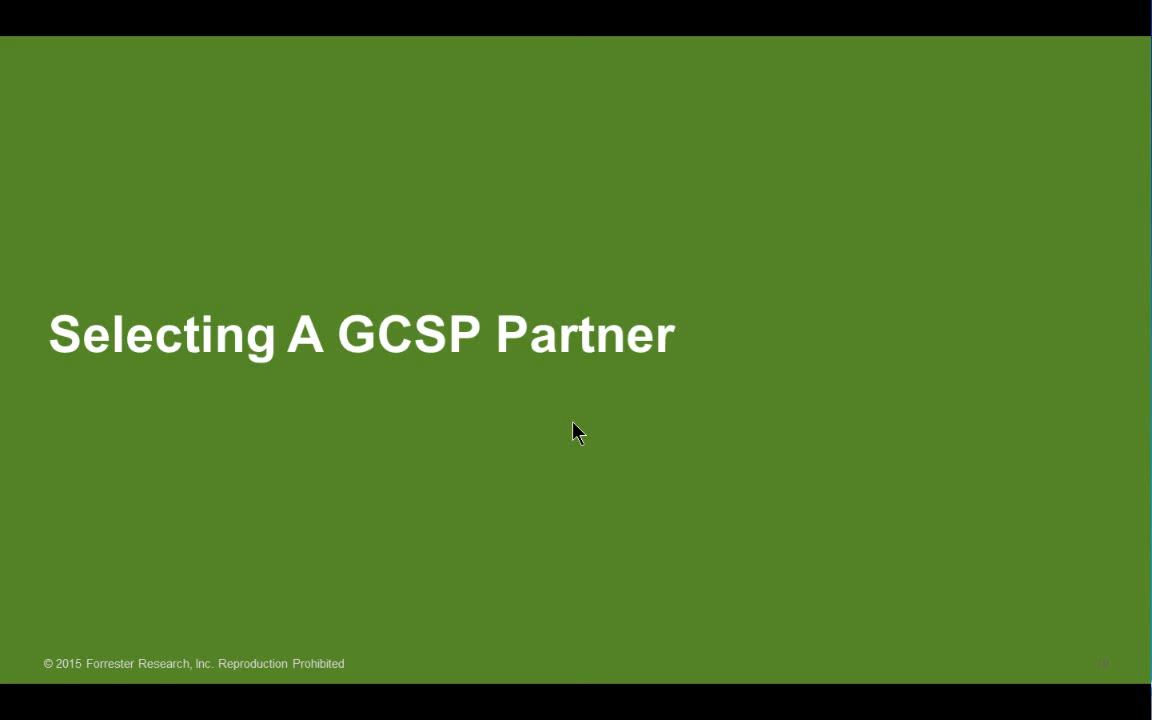 Selecting A GCSP Partner
© 2015 Forrester Research, Inc. Reproduction Prohibited